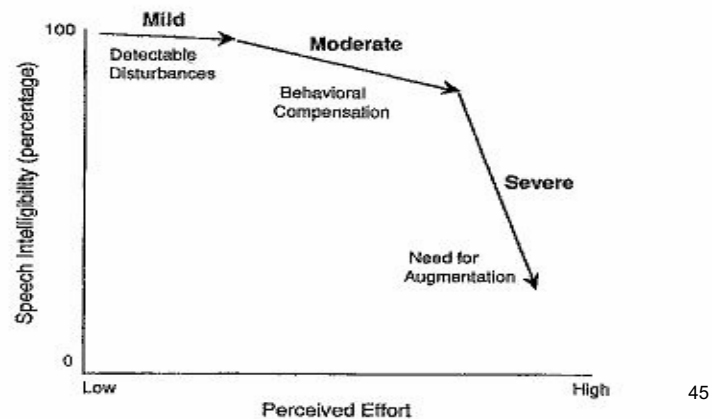 Mild
100
Moderate
Detectable
Disturbances
Behavioral
Compensation
Speech Intelligibility (percentage)
Severe
Need for
Augmentation
0
Low
High
45
Perceived Effort